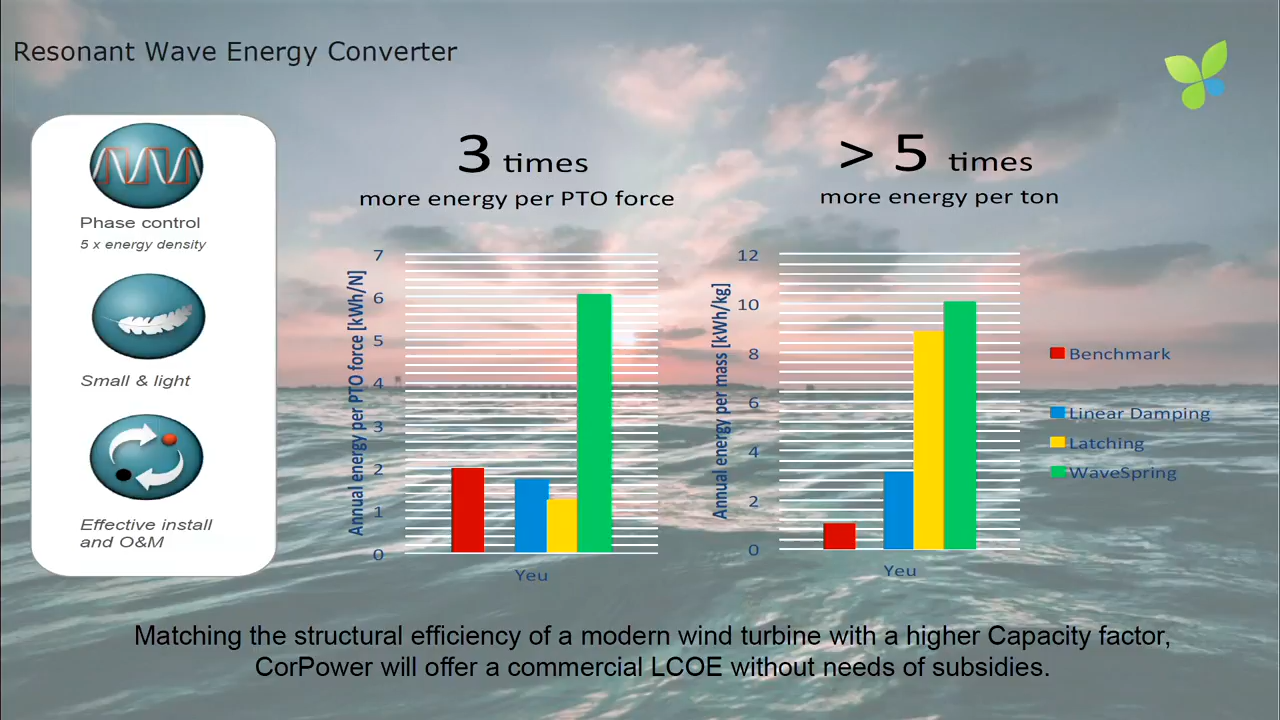 Resonant Wave Energy Converter
Phase control
5 x energy density
Small & light
Effective install
and O&M
3 times
more energy per PTO force
Annual energy per PTO force [kWh/N]
7
6
5
4
3
2
1
0
Yeu
> 5 times
more energy per ton
Annual energy per mass [kWh/kg]
12
10
8
6
4
2
0
Yeu
Benchmark
Linear Damping
Latching
WaveSpring
Matching the structural efficiency of a modern wind turbine with a higher Capacity factor,
CorPower will offer a commercial LCOE without needs of subsidies.